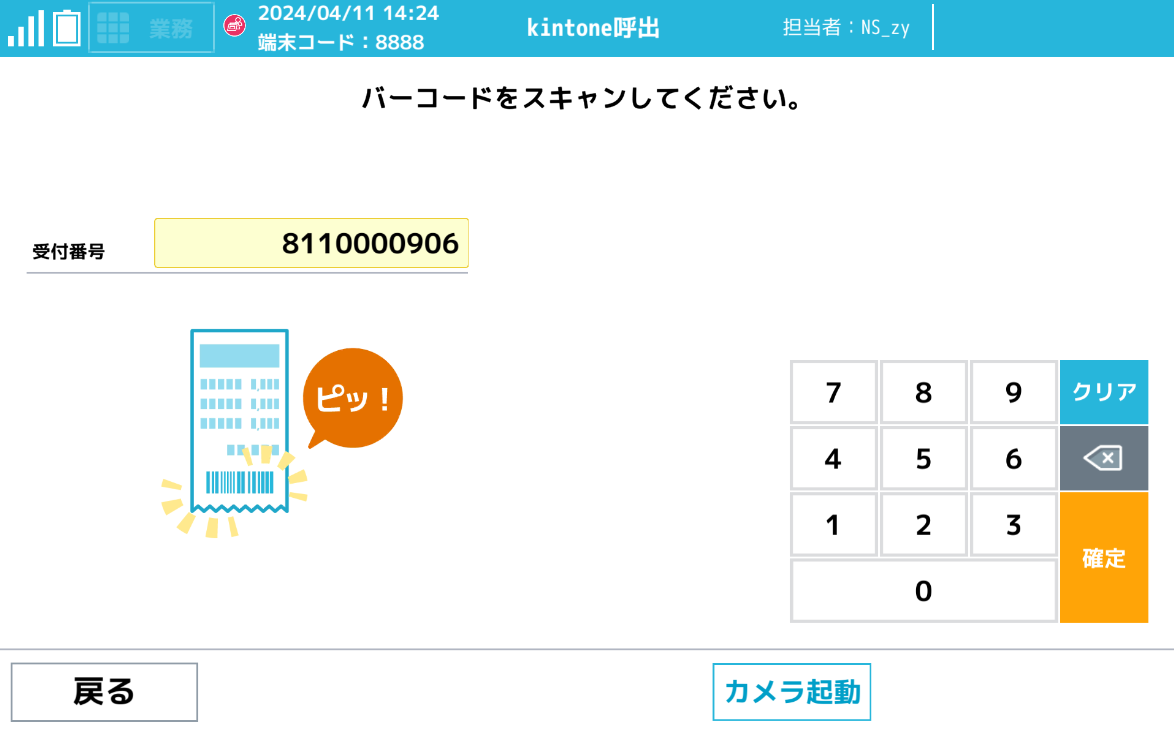 業務
2024/04/11 14:24
端末コード：8888
kintone呼出
担当者：NS_zy
バーコードをスキャンしてください。
受付番号
8110000906
ピッ！
7 8 9 クリア
4 5 6
1 2 3
確定
0
戻る
カメラ起動